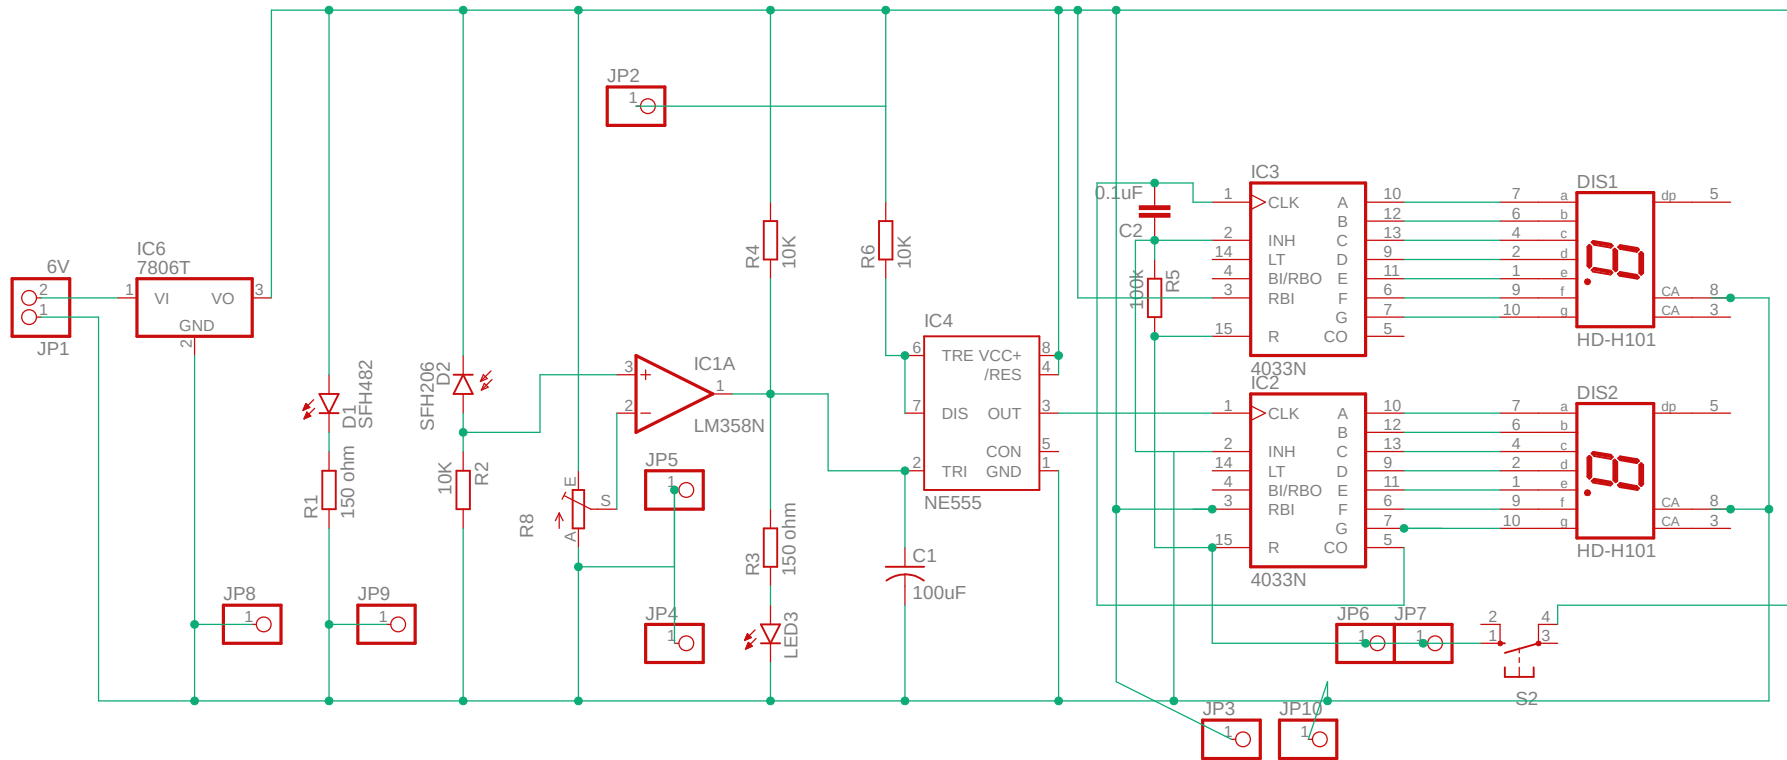 6V
2
1
JP1
IC6
7806T
1
VI
VO
3
GND
2
JP8
1
D1
SFH482
R1
150 ohm
JP9
1
SFH206
D2
10K
R2
R8
E
S
A
JP2
1
3
2
1
IC1A
LM358N
JP5
1
JP4
1
R4
10K
R3
150 ohm
LED3
R6
10K
IC4
6
TRE
VCC+
8
/RES
4
7
DIS
OUT
3
CON
5
2
TRI
GND
1
NE555
C1
100uF
0.1uF
C2
100k
R5
IC3
1
CLK
A
10
B
12
2
INH
C
13
14
LT
D
9
4
BI/RBO
E
11
3
RBI
F
6
G
7
15
R
CO
5
4033N
DIS1
7
a
dp
5
6
b
4
c
2
d
1
e
9
f
CA
8
10
g
CA
3
HD-H101
IC2
1
CLK
A
10
B
12
2
INH
C
13
14
LT
D
9
4
BI/RBO
E
11
3
RBI
F
6
G
7
15
R
CO
5
4033N
DIS2
7
a
dp
5
6
b
4
c
2
d
1
e
9
f
CA
8
10
g
CA
3
HD-H101
JP6
1
JP7
1
2
1
4
3
S2
JP3
1
JP10
1